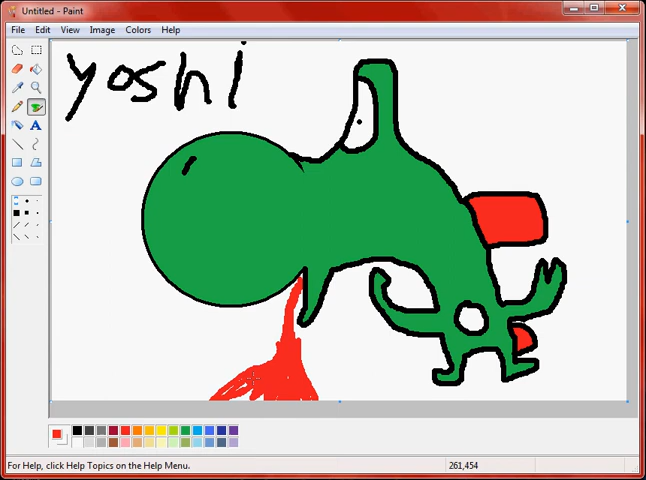 Untitled - Paint
File Edit View Image Colors Help
yoshi
A
For Help, click Help Topics on the Help Menu.
261,454